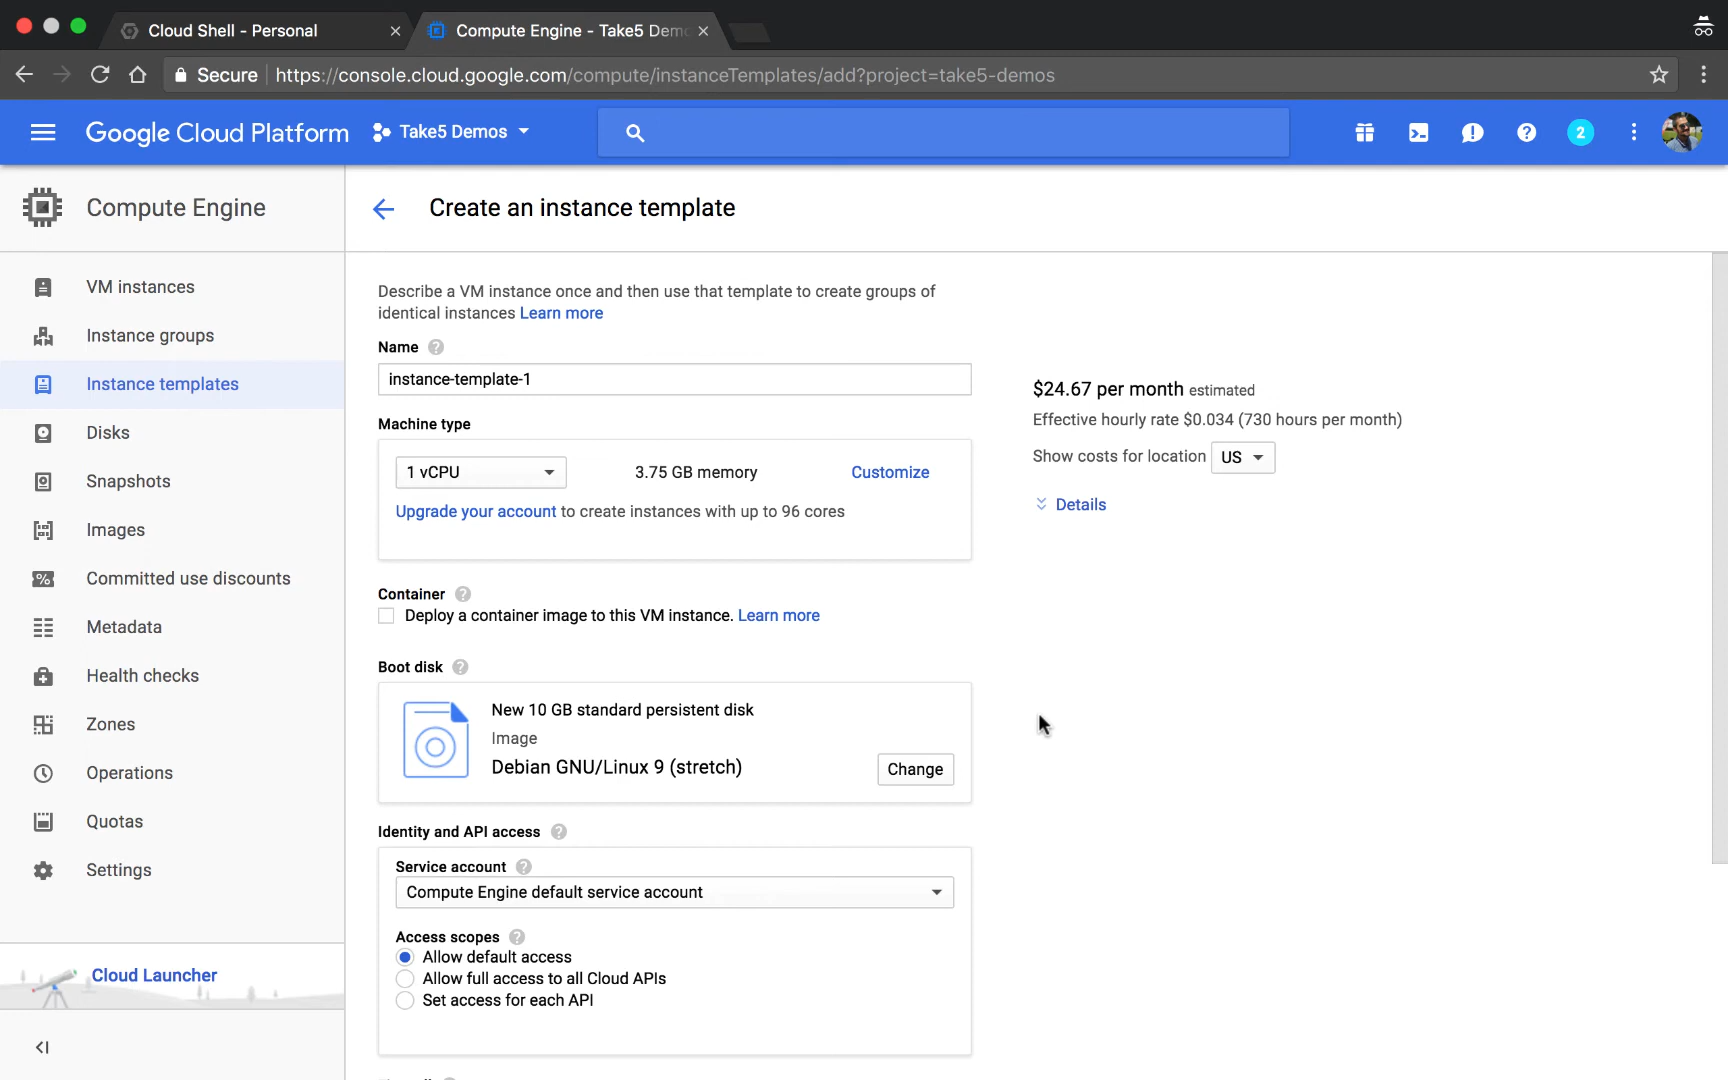 Cloud Shell - Personal
Compute Engine - Take5 Dem
Secure
https://console.cloud.google.com/compute/instanceTemplates/add?project=take5-demos
Google Cloud Platform
Take5 Demos
2
Compute Engine
VM instances
Instance groups
Instance templates
Disks
Snapshots
Images
Committed use discounts
Metadata
Health checks
Zones
Operations
Quotas
Settings
Cloud Launcher
Create an instance template
Describe a VM instance once and then use that template to create groups of
identical instances Learn more
Name
instance-template-1
Machine type
1 vCPU
3.75 GB memory
Customize
Upgrade your account to create instances with up to 96 cores
Container
Deploy a container image to this VM instance. Learn more
Boot disk
New 10 GB standard persistent disk
Image
Debian GNU/Linux 9 (stretch)
Change
Identity and API access
Service account
Compute Engine default service account
Access scopes
Allow default access
Allow full access to all Cloud APIs
Set access for each API
$24.67 per month estimated
Effective hourly rate $0.034 (730 hours per month)
Show costs for location US
Details